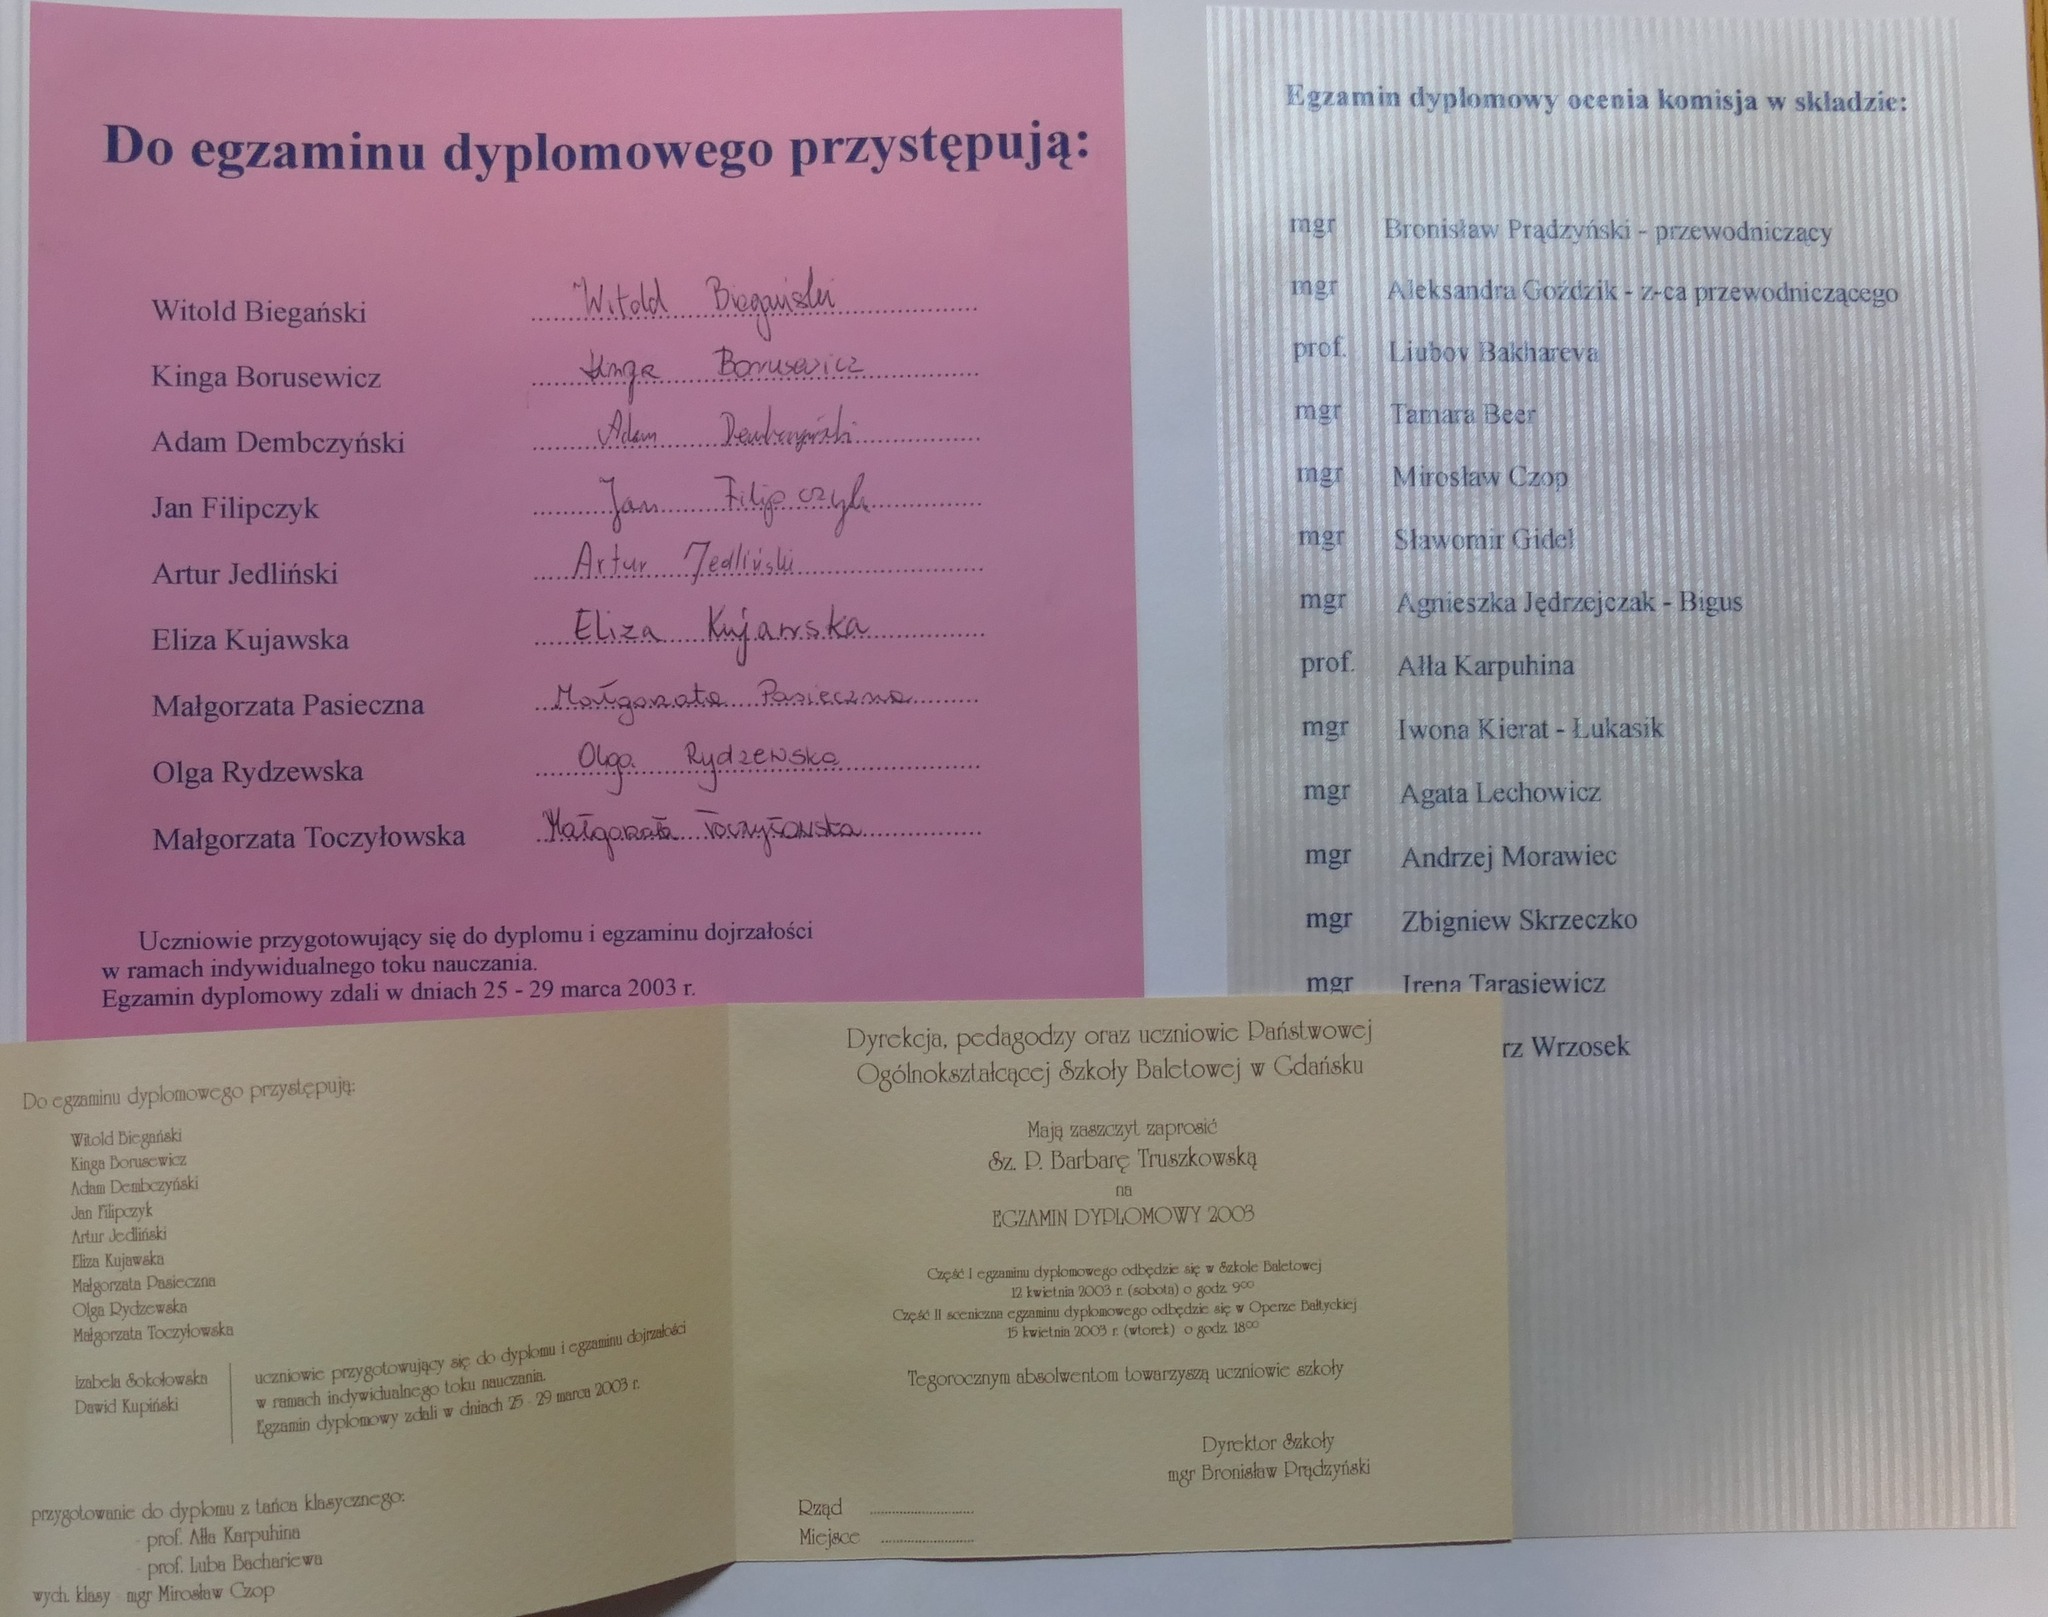 Do egzaminu dyplomowego przystępują:
Witold Biegański Witold Biegański
Kinga Borusewicz Kinga Borusewicz
Adam Dembczyński Adam Dembczyński
Jan Filipczyk Jan Filipczyk
Artur Jedliński Artur Jedliński
Eliza Kujawska Eliza Kujawska
Małgorzata Pasieczna Małgorzata Pasieczna
Olga Rydzewska Olga Rydzewska
Małgorzata Toczyłowska Małgorzata Toczyłowska
Uczniowie przygotowujący się do dyplomu i egzaminu dojrzałości
w ramach indywidualnego toku nauczania.
Egzamin dyplomowy zdali w dniach 25 - 29 marca 2003 r.
Egzamin dyplomowy ocenia komisja w składzie:
mgr Bronisław Prądzyński - przewodniczący
mgr Aleksandra Goździk - z-ca przewodniczącego
prof. Liubov Bakhareva
mgr Tamara Beer
mgr Mirosław Czop
mgr Sławomir Gidel
mgr Agnieszka Jędrzejczak - Bigus
prof. Ałła Karpuhina
mgr Iwona Kierat - Łukasik
mgr Agata Lechowicz
mgr Andrzej Morawiec
mgr Zbigniew Skrzeczko
mgr Irena Tarasiewicz
rz Wrzosek
Do egzaminu dyplomowego przystępują:
Witold Biegański
Kinga Borusewicz
Adam Dembczyński
Jan Filipczyk
Artur Jedliński
Eliza Kujawska
Małgorzata Pasieczna
Olga Rydzewska
Małgorzata Toczyłowska
Izabela Sokołowska
Dawid Kupiński
uczniowie przygotowujący się do dyplomu i egzaminu dojrzałości
w ramach indywidualnego toku nauczania.
Egzamin dyplomowy zdali w dniach 25 - 29 marca 2003 r.
przygotowanie do dyplomu z tańca klasycznego:
- prof. Ałła Karpuhina
- prof. Luba Bachariewa
wych. klasy - mgr Mirosław Czop
Dyrekcja, pedagodzy oraz uczniowie Państwowej
Ogólnokształcącej Szkoły Baletowej w Gdańsku
Mają zaszczyt zaprosić
Sz. P. Barbarę Truszkowską
na
EGZAMIN DYPLOMOWY 2003
Część I egzaminu dyplomowego odbędzie się w Szkole Baletowej
12 kwietnia 2003 r. (sobota) o godz. 9⁰⁰
Część II sceniczna egzaminu dyplomowego odbędzie się w Operze Bałtyckiej
15 kwietnia 2003 r. (wtorek) o godz. 18⁰⁰
Tegorocznym absolwentom towarzyszą uczniowie szkoły
Dyrektor Szkoły
mgr Bronisław Prądzyński
Rząd ..........................
Miejsce .......................